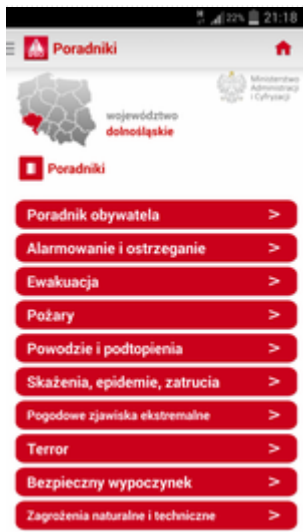 22% 21:18
Poradniki
Ministerstwo
Administracji
i Cyfryzacji
województwo
dolnośląskie
Poradniki
Poradnik obywatela >
Alarmowanie i ostrzeganie >
Ewakuacja >
Pożary >
Powodzie i podtopienia >
Skażenia, epidemie, zatrucia >
Pogodowe zjawiska ekstremalne >
Terror >
Bezpieczny wypoczynek >
Zagrożenia naturalne i techniczne >